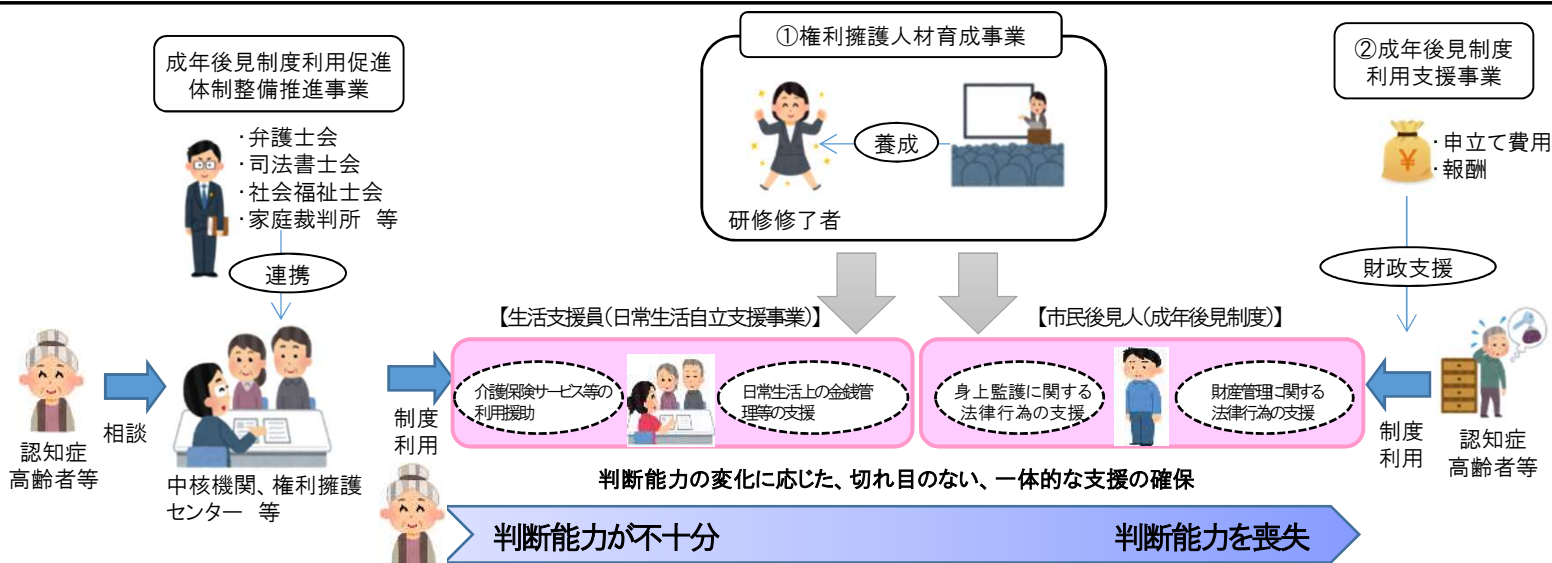 成年後見制度利用促進
体制整備推進事業
・弁護士会
・司法書士会
・社会福祉士会
・家庭裁判所 等
連携
認知症
高齢者等
相談
中核機関、権利擁護
センター 等
制度
利用
①権利擁護人材育成事業
養成
研修修了者
②成年後見制度
利用支援事業
¥
・申立て費用
・報酬
財政支援
【生活支援員(日常生活自立支援事業)】
介護保険サービス等の
利用援助
日常生活上の金銭管
理等の支援
【市民後見人(成年後見制度)】
身上監護に関する
法律行為の支援
財産管理に関する
法律行為の支援
制度
利用
認知症
高齢者等
判断能力の変化に応じた、切れ目のない、一体的な支援の確保
判断能力が不十分
判断能力を喪失